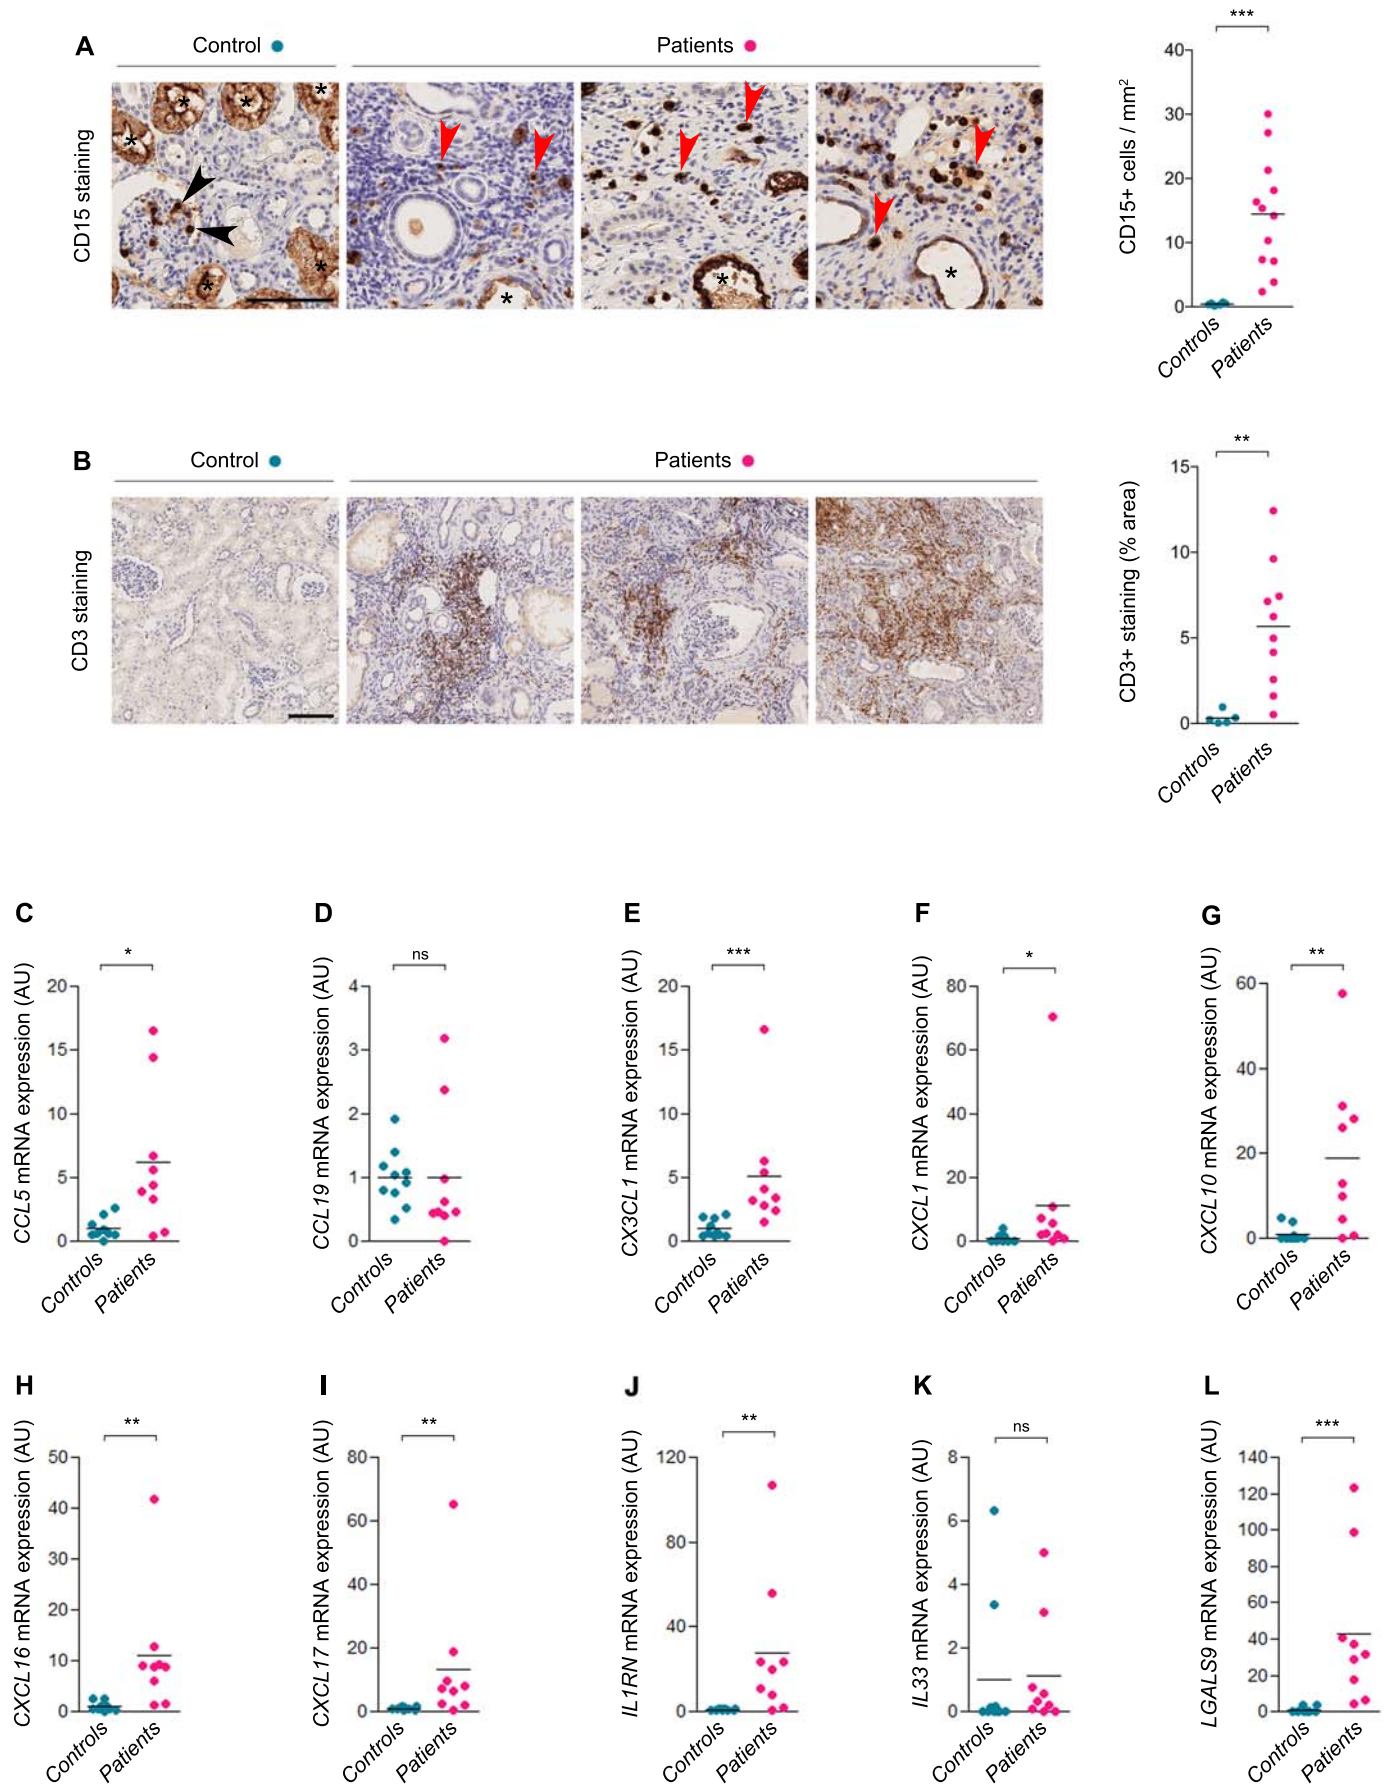 A
Control
Patients
CD15 staining
* * * * * *
* * *
***
CD15+ cells / mm²
40
30
20
10
0
Controls
Patients
B
Control
Patients
CD3 staining
**
CD3+ staining (% area)
15
10
5
0
Controls
Patients
C
*
CCL5 mRNA expression (AU)
20
15
10
5
0
Controls
Patients
D
ns
CCL19 mRNA expression (AU)
4
3
2
1
0
Controls
Patients
E
***
CX3CL1 mRNA expression (AU)
20
15
10
5
0
Controls
Patients
F
*
CXCL1 mRNA expression (AU)
80
60
40
20
0
Controls
Patients
G
**
CXCL10 mRNA expression (AU)
60
40
20
0
Controls
Patients
H
**
CXCL16 mRNA expression (AU)
50
40
30
20
10
0
Controls
Patients
I
**
CXCL17 mRNA expression (AU)
80
60
40
20
0
Controls
Patients
J
**
IL1RN mRNA expression (AU)
120
80
40
0
Controls
Patients
K
ns
IL33 mRNA expression (AU)
8
6
4
2
0
Controls
Patients
L
***
LGALS9 mRNA expression (AU)
140
120
100
80
60
40
20
0
Controls
Patients